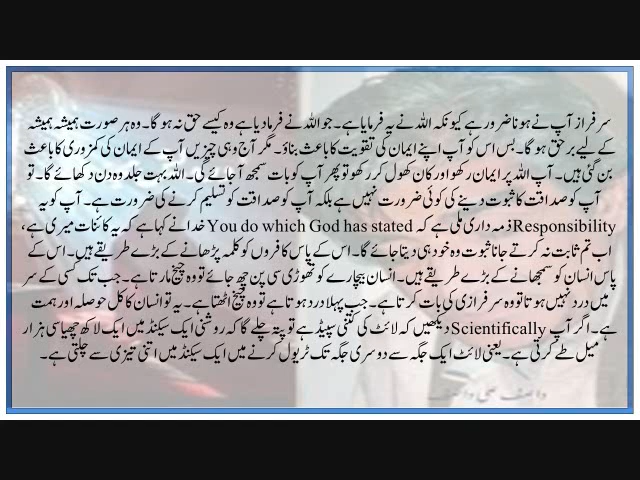 سرفراز آپ نے ہونا ضرور ہے کیونکہ اللہ نے یہ فرمایا ہے۔ جو اللہ نے فرما دیا ہے وہ کیسے حق نہ ہو گا۔ وہ ہر صورت ہمیشہ ہمیشہ
کے لیے برحق ہو گا۔ بس اس کو آپ اپنے ایمان کی تقویت کا باعث بناؤ۔ مگر آج وہی چیزیں آپ کے ایمان کی کمزوری کا باعث
بن گئی ہیں۔ آپ اللہ پر ایمان رکھو اور کان کھول کر رکھو تو پھر آپ کو بات سمجھ آ جائے گی۔ اللہ بہت جلد وہ دن دکھائے گا۔ تو
آپ کو صداقت کا ثبوت دینے کی کوئی ضرورت نہیں ہے بلکہ آپ کو صداقت کو تسلیم کرنے کی ضرورت ہے۔ آپ کو یہ
Responsibility ذمہ داری ملی ہے کہ You do which God has stated خدا نے کہا ہے کہ یہ کائنات میری ہے،
اب تم ثابت نہ کرتے جانا ثبوت وہ خود ہی دیتا جائے گا۔ اس کے پاس کافروں کو کلمہ پڑھانے کے بڑے طریقے ہیں۔ اس کے
پاس انسان کو سمجھانے کے بڑے طریقے ہیں۔ انسان بیچارے کو تھوڑی سی پن چبھ جائے تو وہ چیخ مارتا ہے۔ جب تک کسی کے سر
میں درد نہیں ہوتا تو وہ سرفرازی کی بات کرتا ہے۔ جب پہلا درد ہوتا ہے تو وہ چیخ اٹھتا ہے۔ یہ تو انسان کا کل حوصلہ اور ہمت
ہے۔ اگر آپ Scientifically دیکھیں کہ لائٹ کی کتنی سپیڈ ہے تو پتہ چلے گا کہ روشنی ایک سیکنڈ میں ایک لاکھ چھیاسی ہزار
میل طے کرتی ہے۔ یعنی لائٹ ایک جگہ سے دوسری جگہ تک ٹریول کرنے میں ایک سیکنڈ میں اتنی تیزی سے چلتی ہے۔
واصف علی واصف